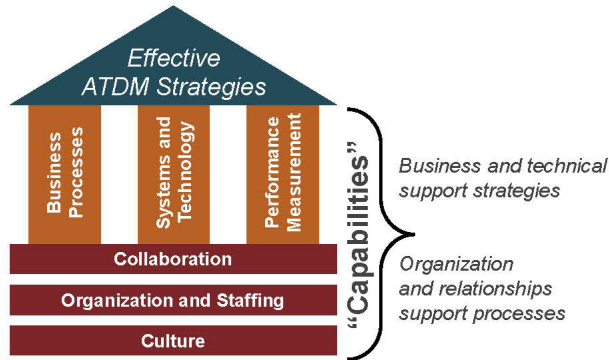 Effective
ATDM Strategies
Business
Processes
Systems and
Technology
Performance
Measurement
Collaboration
Organization and Staffing
Culture
“Capabilities”
Business and technical
support strategies
Organization
and relationships
support processes